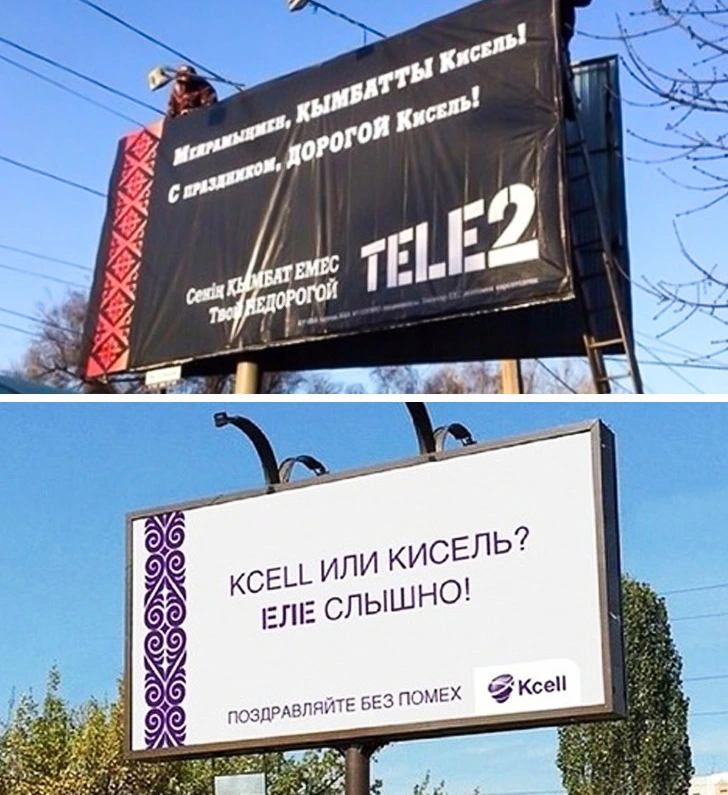 Мейрамыңмен, ҚЫМБАТТЫ Кисель!
С праздником, ДОРОГОЙ Кисель!
Сенің ҚЫМБАТ ЕМЕС
Твой НЕДОРОГОЙ
TELE2
KCELL ИЛИ КИСЕЛЬ?
ЕЛЕ СЛЫШНО!
ПОЗДРАВЛЯЙТЕ БЕЗ ПОМЕХ
Kcell